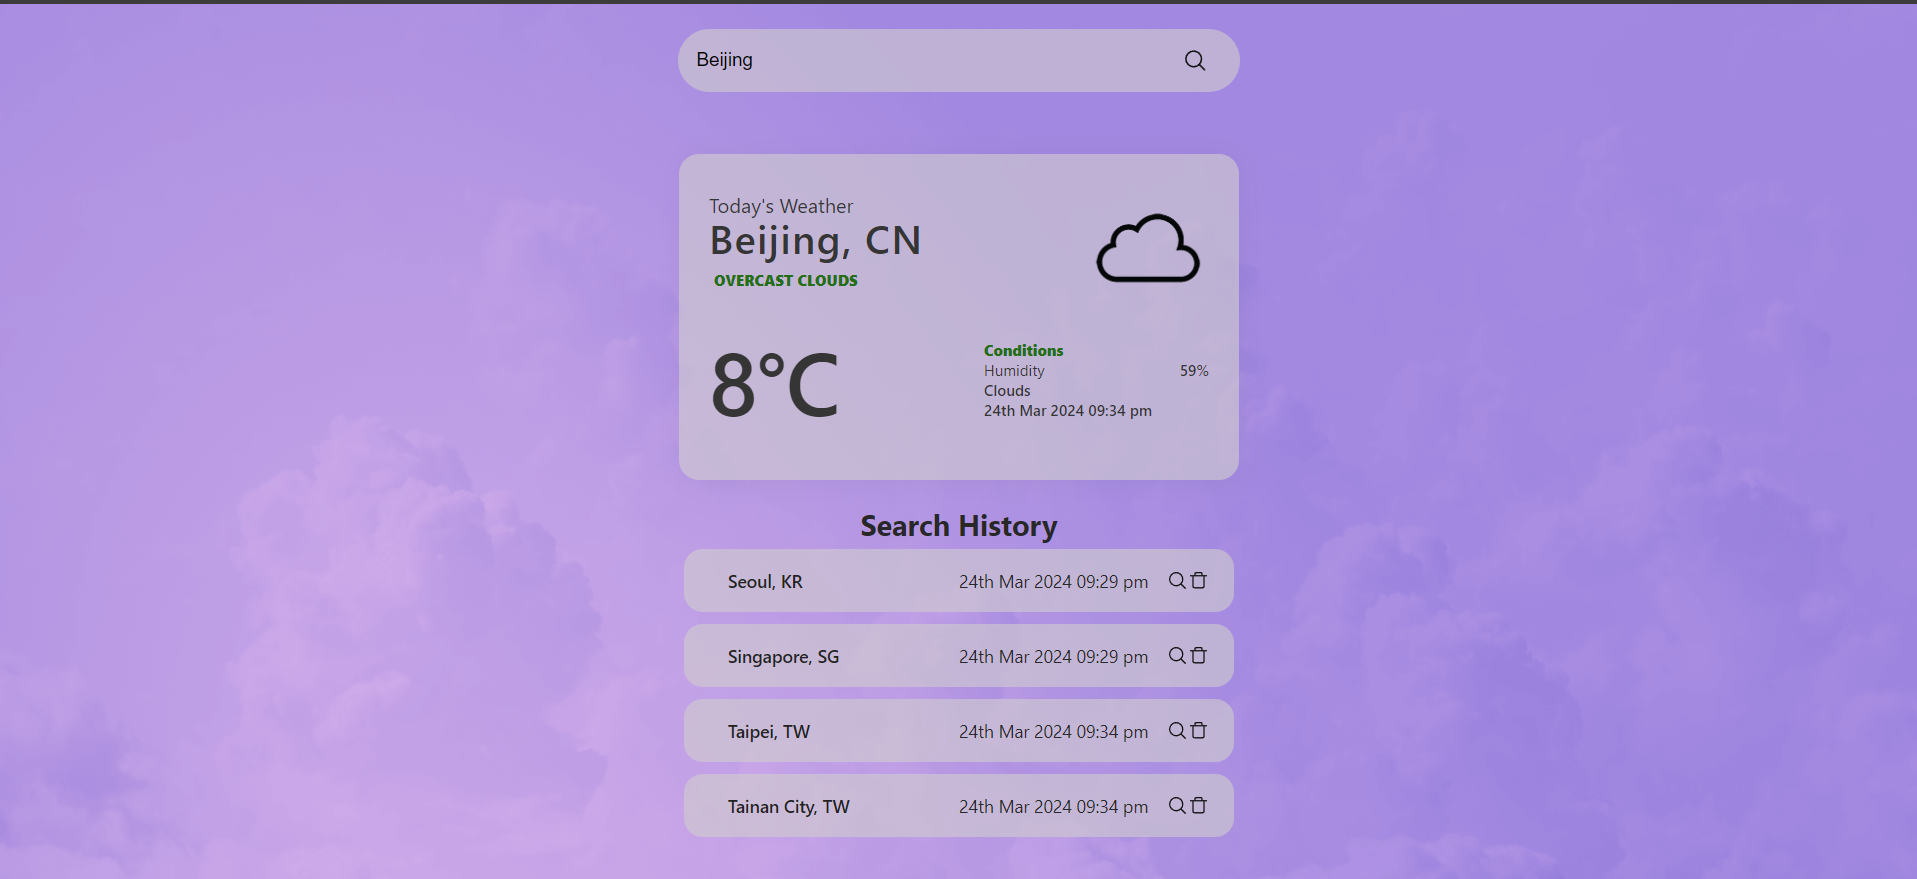 Beijing
Today's Weather
Beijing, CN
OVERCAST CLOUDS
8°C
Conditions
Humidity 59%
Clouds
24th Mar 2024 09:34 pm
Search History
Seoul, KR 24th Mar 2024 09:29 pm
Singapore, SG 24th Mar 2024 09:29 pm
Taipei, TW 24th Mar 2024 09:34 pm
Tainan City, TW 24th Mar 2024 09:34 pm